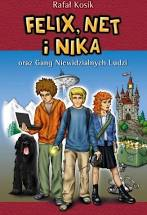 Rafał Kosik
FELIX, NET
i NIKA
oraz Gang Niewidzialnych Ludzi